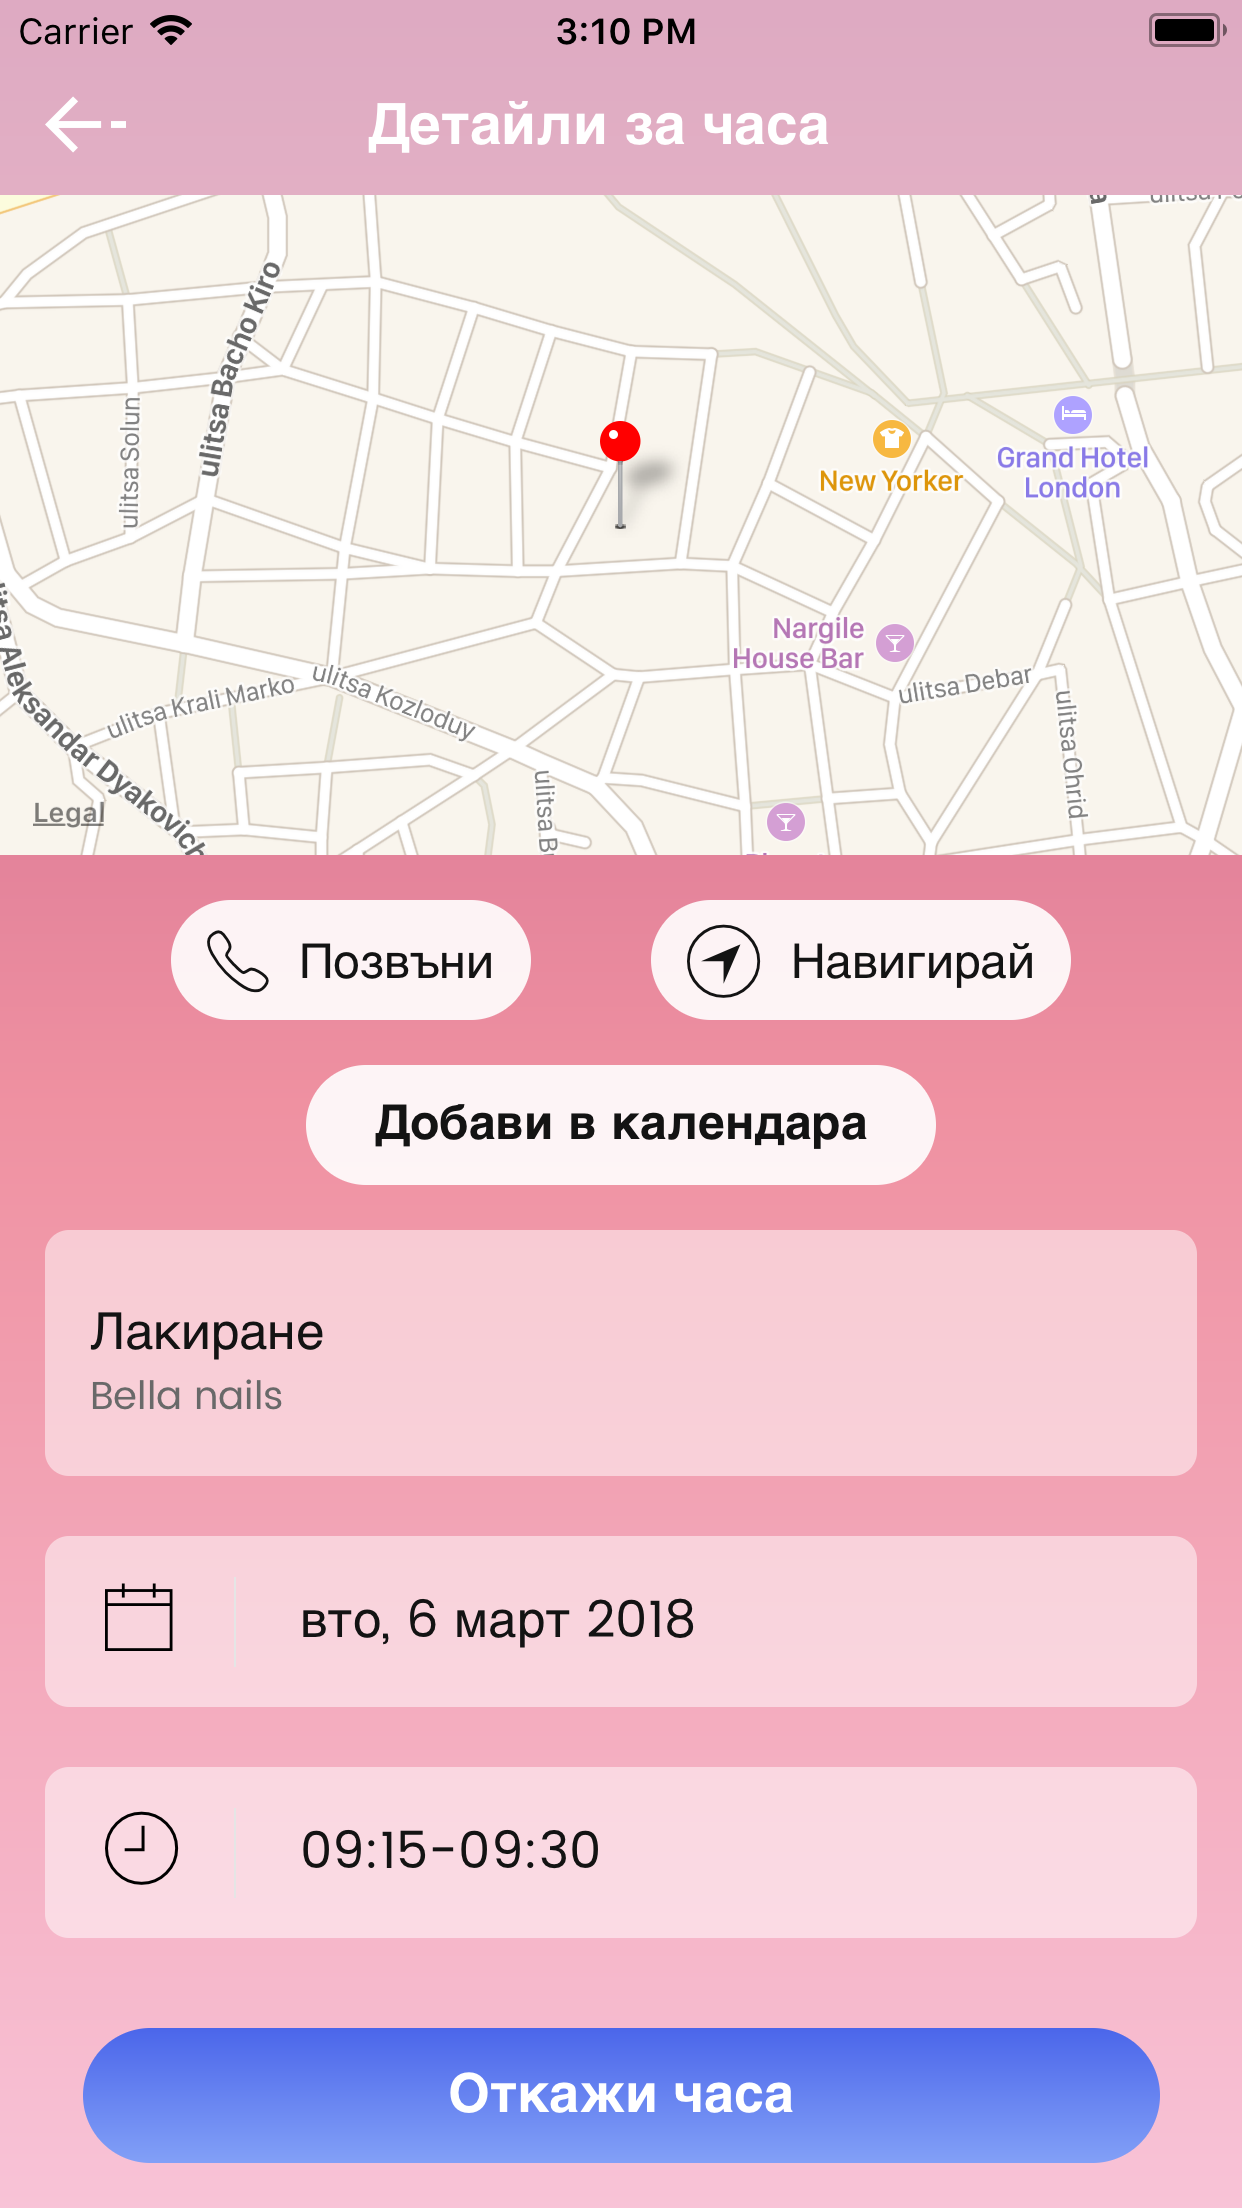 Carrier
3:10 PM
Детайли за часа
ulitsa Bacho Kiro
ulitsa Solun
New Yorker
Grand Hotel
London
Nargile
House Bar
ulitsa Debar
ulitsa Krali Marko
ulitsa Kozloduy
ulitsa Ohrid
Aleksandar Dyakovich
ulitsa
Legal
Позвъни
Навигирай
Добави в календара
Лакиране
Bella nails
вто, 6 март 2018
09:15-09:30
Откажи часа